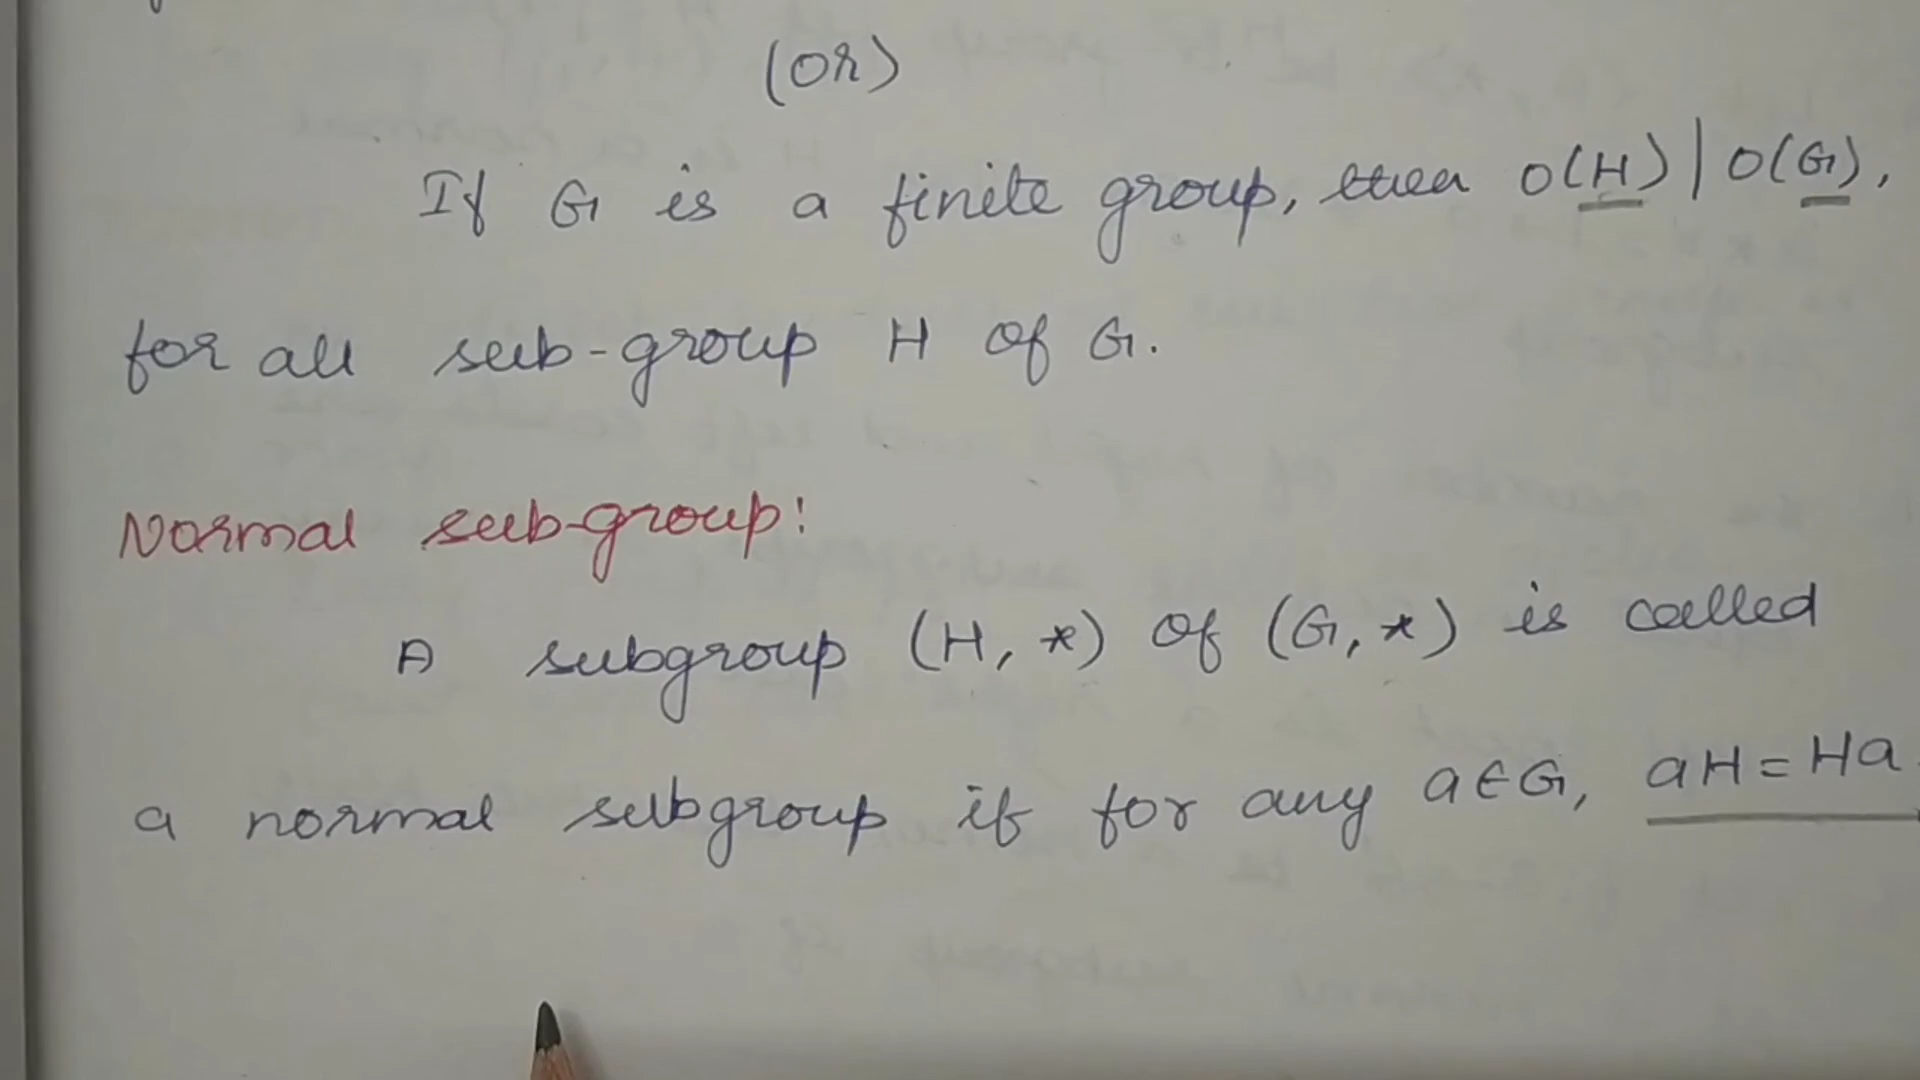 (or)
If G is a finite group, then O(H) | O(G),
for all sub-group H of G.
Normal sub-group:
A subgroup (H, *) of (G, *) is called
a normal subgroup if for any a∈G, aH = Ha.